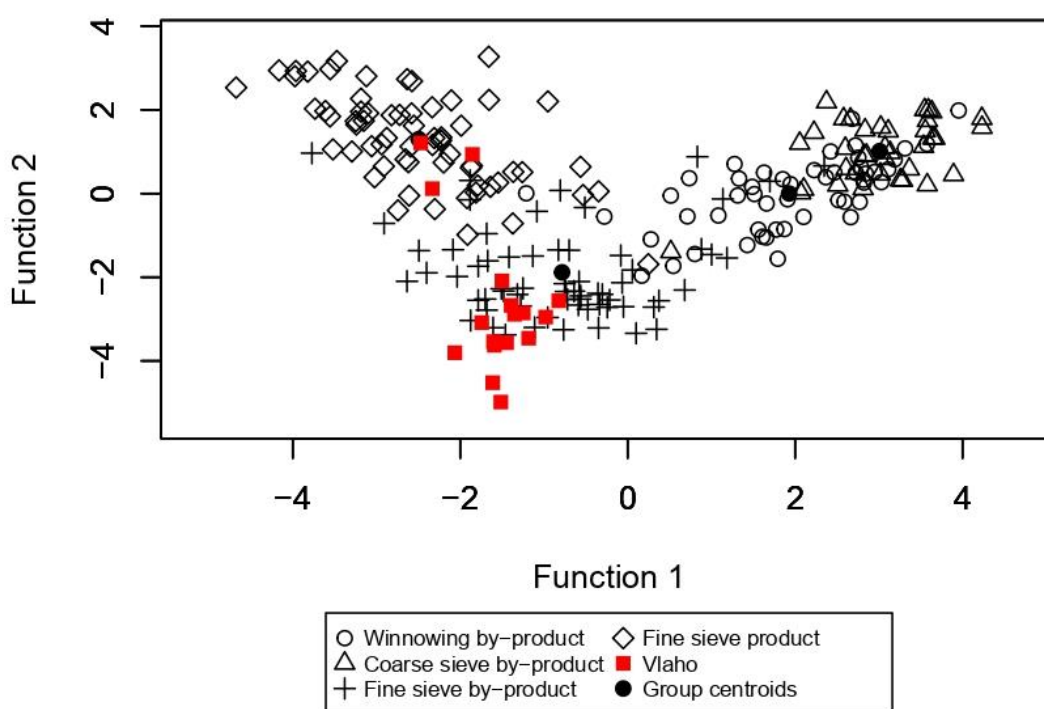 4
2
0
−2
−4
Function 2
−4 −2 0 2 4
Function 1
Winnowing by−product Fine sieve product
Coarse sieve by−product Vlaho
Fine sieve by−product Group centroids